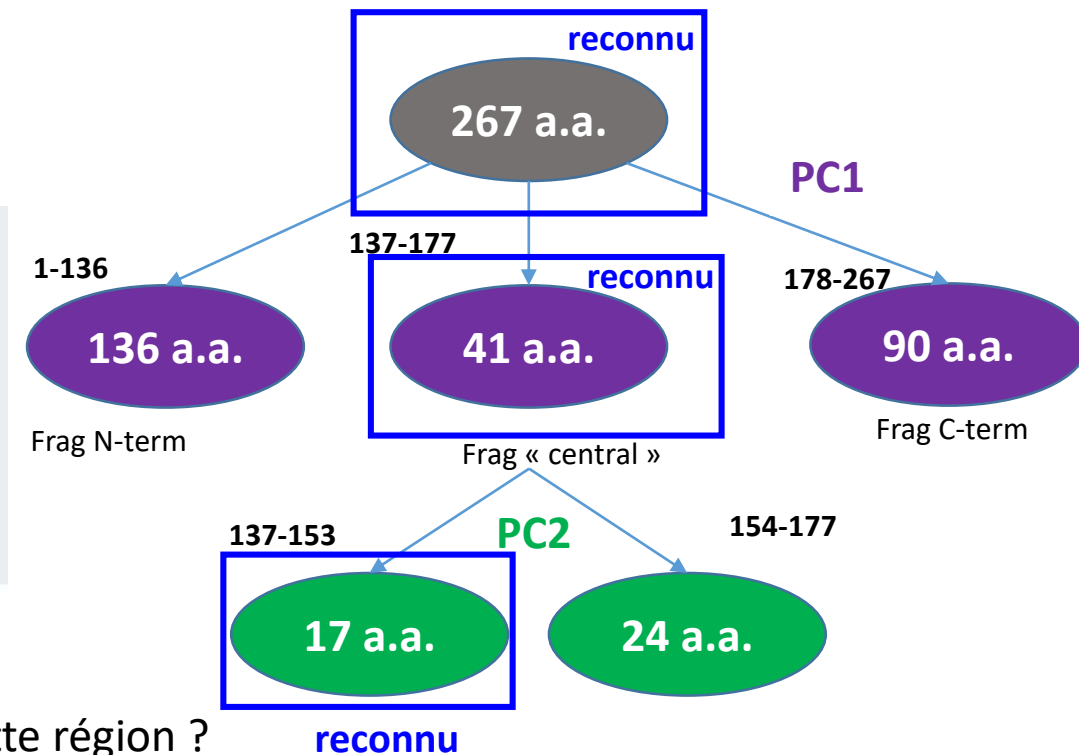 reconnu
267 a.a.
PC1
1-136
137-177
reconnu
178-267
136 a.a.
41 a.a.
90 a.a.
Frag N-term
Frag « central »
Frag C-term
137-153
PC2
154-177
17 a.a.
24 a.a.
région ?
reconnu